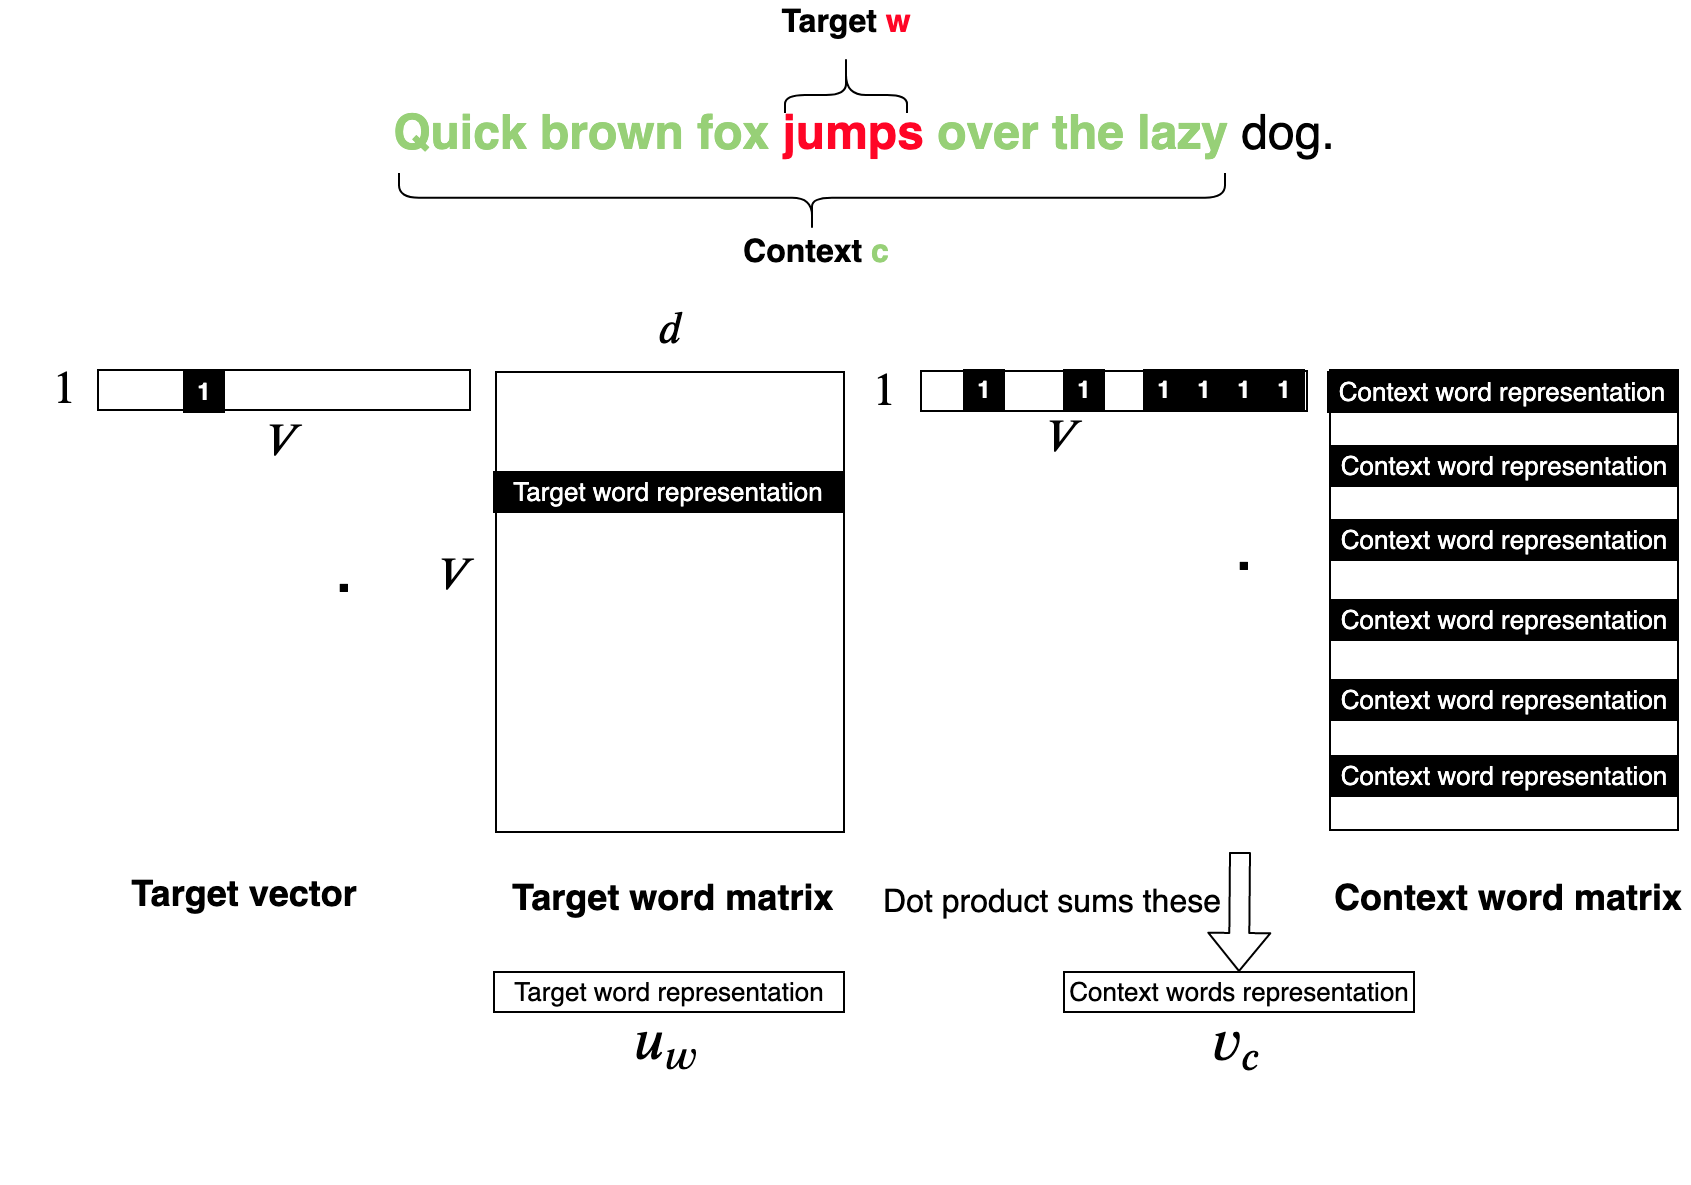 Target w
Quick brown fox jumps over the lazy dog.
Context c
d
1
1
V
V
Target word representation
1
1 1 1 1 1 1
V
Context word representation
Context word representation
Context word representation
Context word representation
Context word representation
Context word representation
.
.
Target vector
Target word matrix
Dot product sums these
Context word matrix
Target word representation
u_w
Context words representation
v_c